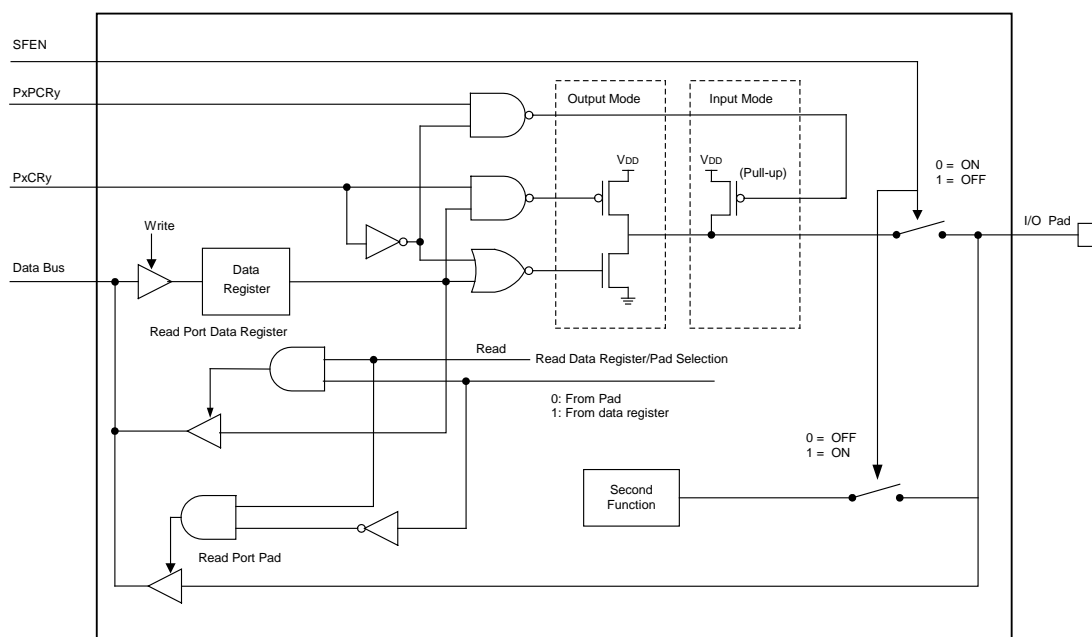 SFEN
PxPCRy
Output Mode
Input Mode
VDD
VDD
(Pull-up)
0 = ON
1 = OFF
PxCRy
I/O Pad
Write
Data Bus
Data
Register
Read Port Data Register
Read
Read Data Register/Pad Selection
0: From Pad
1: From data register
0 = OFF
1 = ON
Second
Function
Read Port Pad